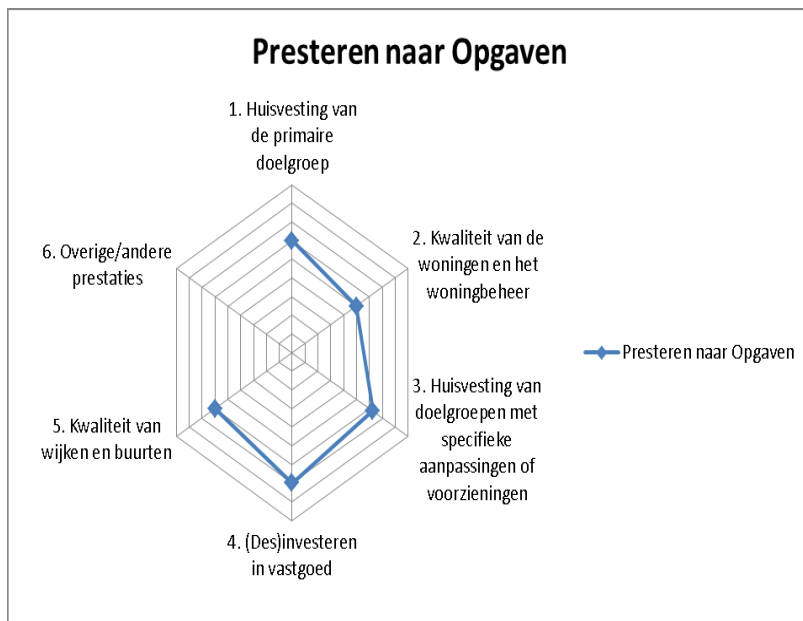 Presteren naar Opgaven
1. Huisvesting van
de primaire
doelgroep
2. Kwaliteit van de
woningen en het
woningbeheer
3. Huisvesting van
doelgroepen met
specifieke
aanpassingen of
voorzieningen
4. (Des)investeren
in vastgoed
5. Kwaliteit van
wijken en buurten
6. Overige/andere
prestaties
Presteren naar Opgaven